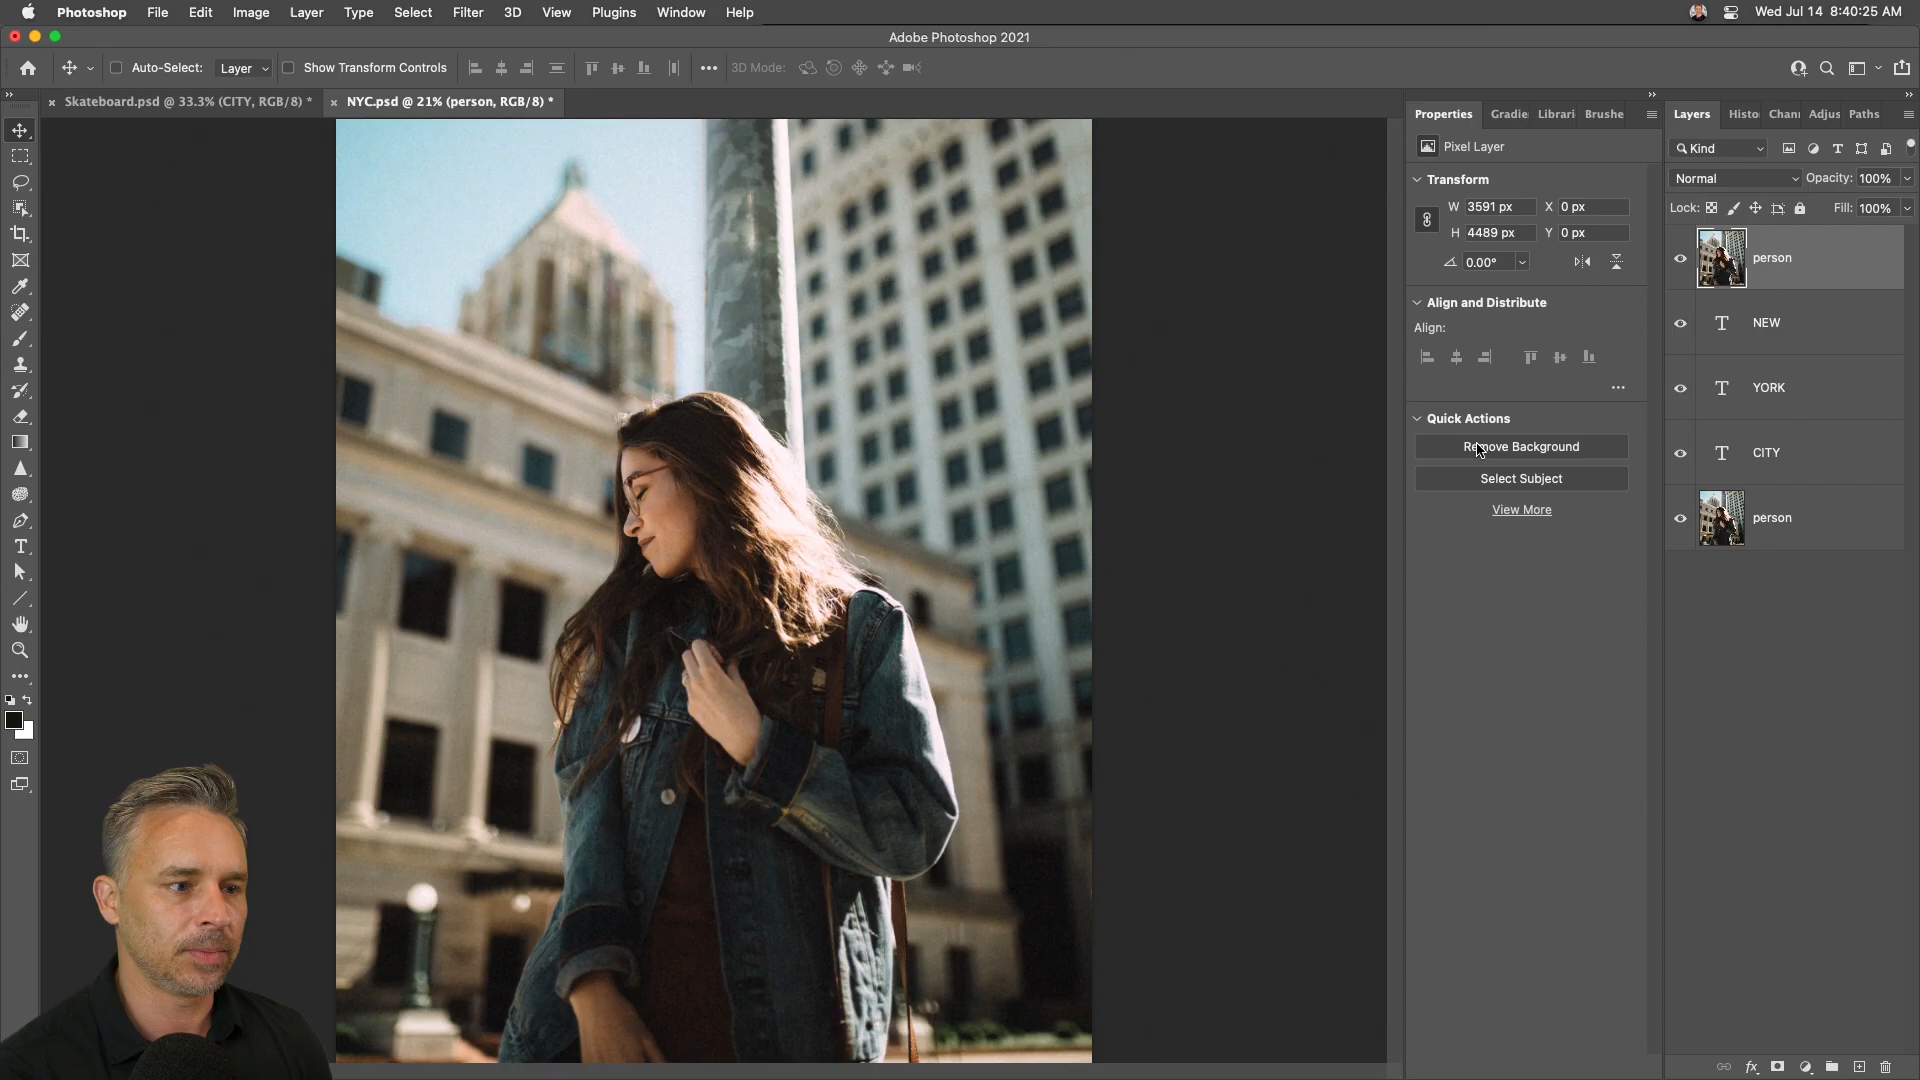 Photoshop File Edit Image Layer Type Select Filter 3D View Plugins Window Help Wed Jul 14 8:40:25 AM
Adobe Photoshop 2021
Auto-Select: Layer Show Transform Controls 3D Mode:
Skateboard.psd @ 33.3% (CITY, RGB/8) * NYC.psd @ 21% (person, RGB/8) *
Properties Gradie Librari Brushe Layers Histo Chan Adjus Paths
Pixel Layer Kind
Transform Normal Opacity: 100%
W 3591 px X 0 px Lock: Fill: 100%
H 4489 px Y 0 px
0.00°
person
Align and Distribute
Align:
NEW
YORK
Quick Actions
Remove Background
CITY
Select Subject
View More
person